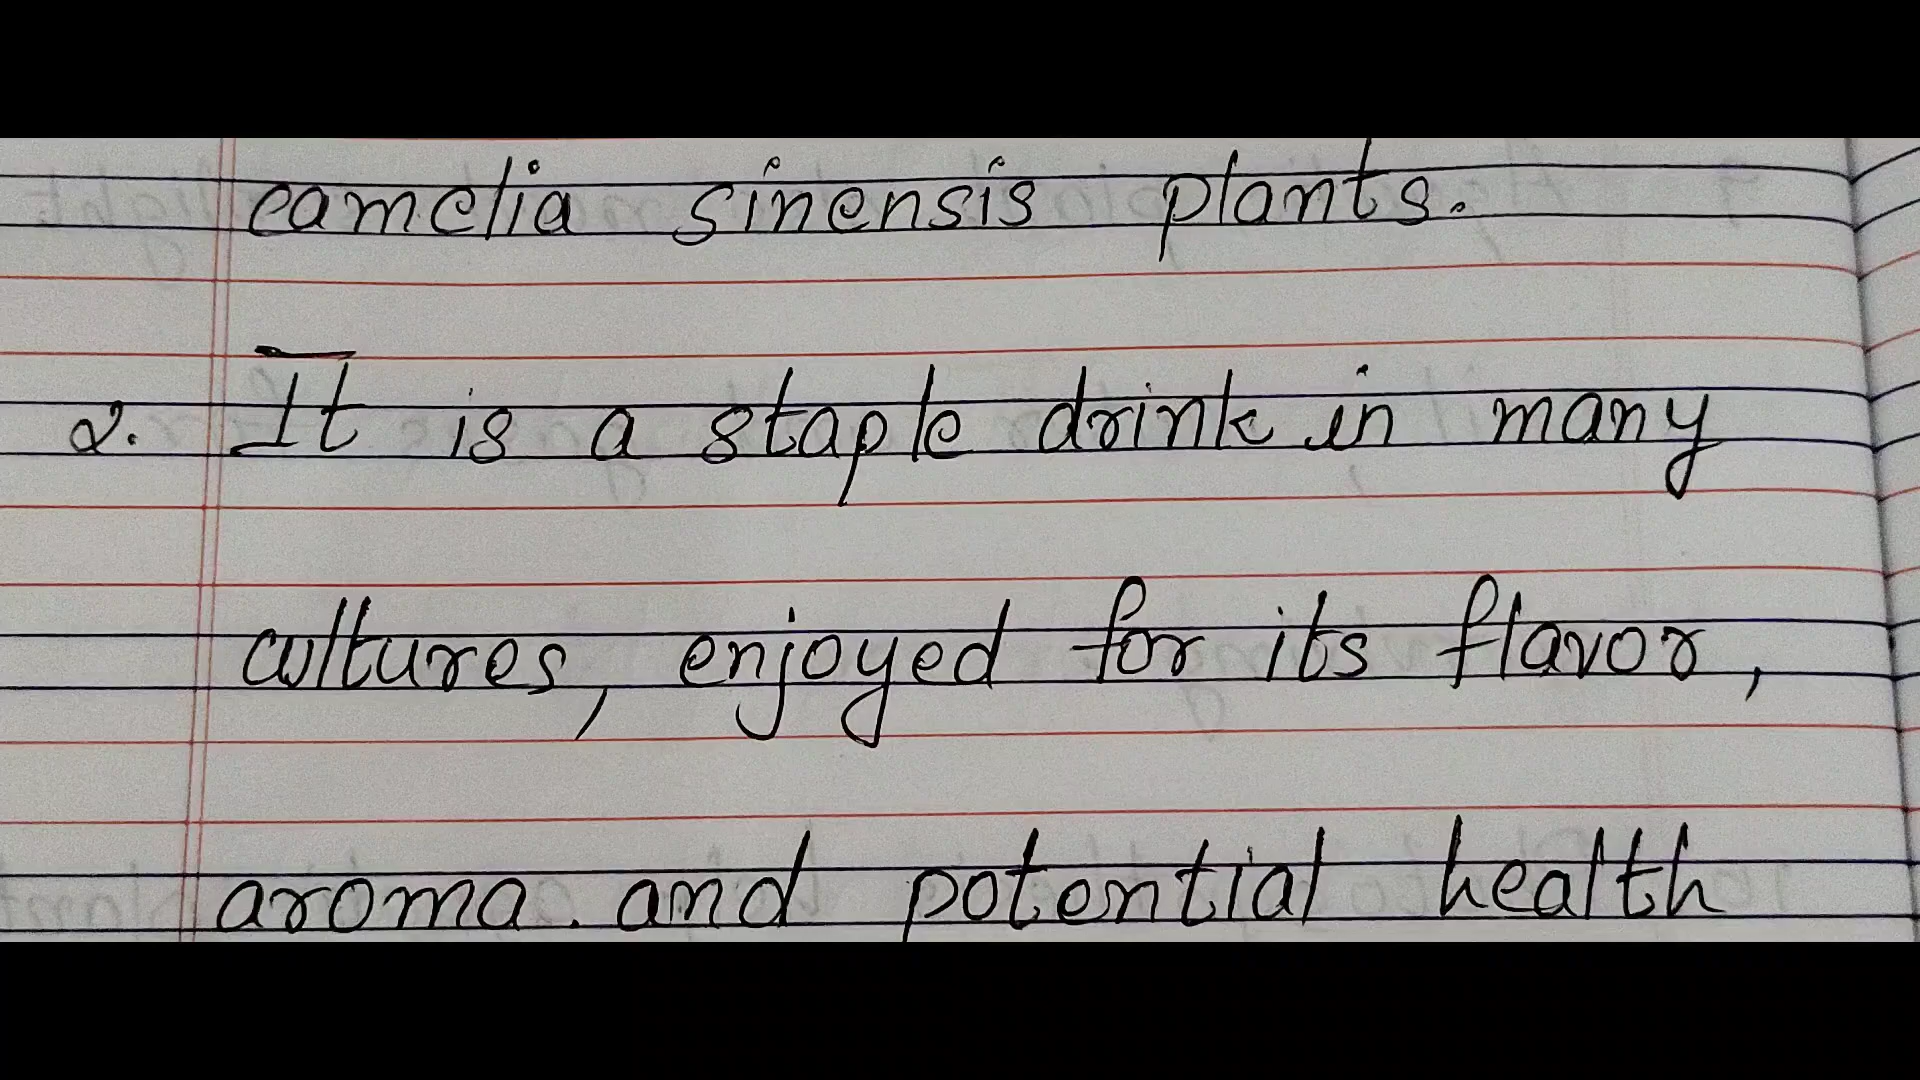 camelia sinensis plants.
2. It is a staple drink in many
cultures, enjoyed for its flavor,
aroma. and potential health